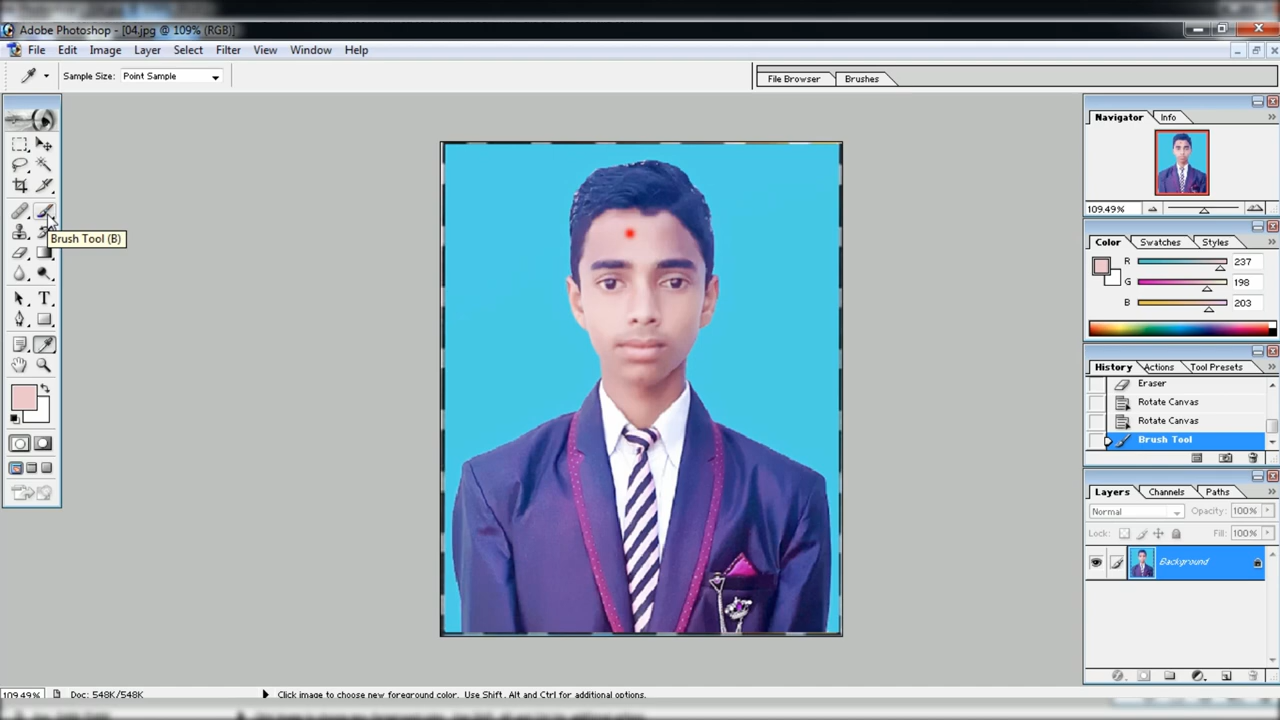 Adobe Photoshop - [04.jpg @ 109% (RGB)]
File Edit Image Layer Select Filter View Window Help
Sample Size: Point Sample
File Browser Brushes
Navigator Info
109.49%
Brush Tool (B)
Color Swatches Styles
R 237
G 198
B 203
T
History Actions Tool Presets
Eraser
Rotate Canvas
Rotate Canvas
Brush Tool
Layers Channels Paths
Normal Opacity: 100%
Lock: Fill: 100%
Background
109.49% Doc: 548K/548K Click image to choose new foreground color. Use Shift, Alt and Ctrl for additional options.